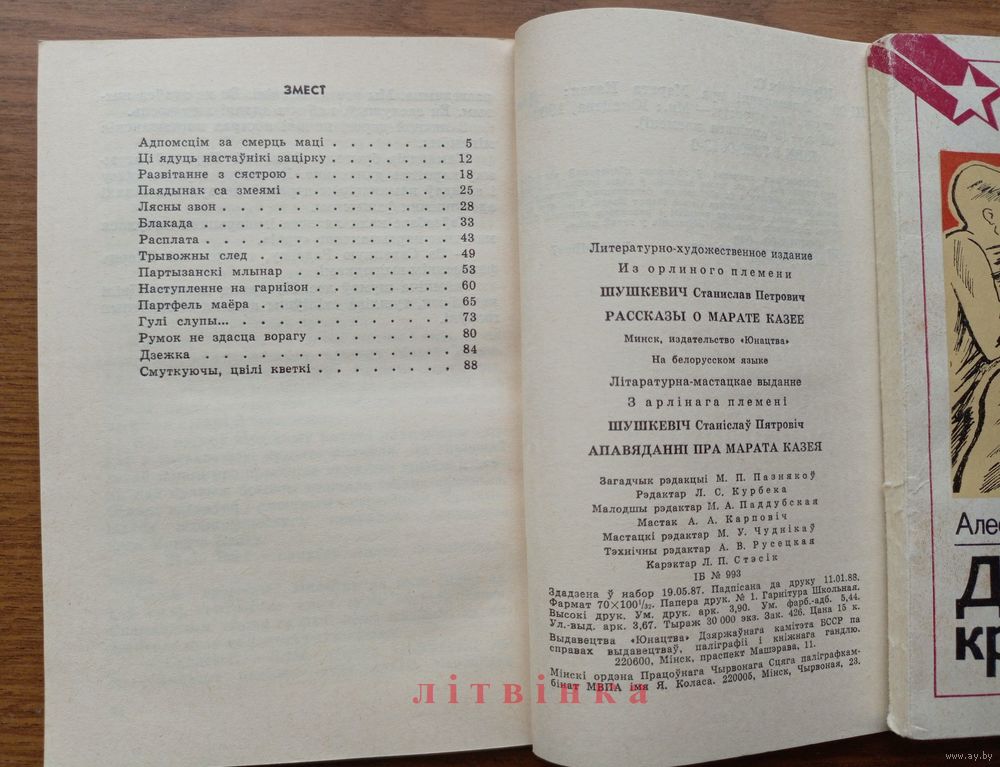 ЗМЕСТ
Адпомсцім за смерць маці . . . . . . . 5
Ці ядуць настаўнікі зацірку . . . . . . . 12
Развітанне з сястрою . . . . . . . . . 18
Паядынак са змеямі . . . . . . . . . 25
Лясны звон . . . . . . . . . . . . 28
Блакада . . . . . . . . . . . . . 33
Расплата . . . . . . . . . . . . . 43
Трывожны след . . . . . . . . . . . 49
Партызанскі млынар . . . . . . . . . 53
Наступленне на гарнізон . . . . . . . . 60
Партфель маёра . . . . . . . . . . 65
Гулі слупы... . . . . . . . . . . . 73
Румок не здасца ворагу . . . . . . . . 80
Дзежка . . . . . . . . . . . . . 84
Смуткуючы, цвілі кветкі . . . . . . . . 88
Литературно-художественное издание
Из орлиного племени
ШУШКЕВИЧ Станислав Петрович
РАССКАЗЫ О МАРАТЕ КАЗЕЕ
Минск, издательство «Юнацтва»
На белорусском языке
Літаратурна-мастацкае выданне
З арлінага племені
ШУШКЕВІЧ Станіслаў Пятровіч
АПАВЯДАННІ ПРА МАРАТА КАЗЕЯ
Загадчык рэдакцыі М. П. Пазнякоў
Рэдактар Л. С. Курбека
Малодшы рэдактар М. А. Паддубская
Мастак А. А. Карповіч
Мастацкі рэдактар М. У. Чуднікаў
Тэхнічны рэдактар А. В. Русецкая
Карэктар Л. П. Стэсік
ІБ № 993
Здадзена ў набор 19.05.87. Падпісана да друку 11.01.88.
Фармат 70×100 1/32. Папера друк. № 1. Гарнітура Школьная.
Высокі друк. Ум. друк. арк. 3,90. Ум. фарб.-адб. 5,44.
Ул.-выд. арк. 3,67. Тыраж 30 000 экз. Зак. 426. Цана 15 к.
Выдавецтва «Юнацтва» Дзяржаўнага камітэта БССР па
справах выдавецтваў, паліграфіі і кніжнага гандлю.
220600, Мінск, праспект Машэрава, 11.
Мінскі ордэна Працоўнага Чырвонага Сцяга паліграфкам-
бінат МВПА імя Я. Коласа. 220005, Мінск, Чырвоная, 23.
літвінка
Алес
Д
кр
www.ay.by